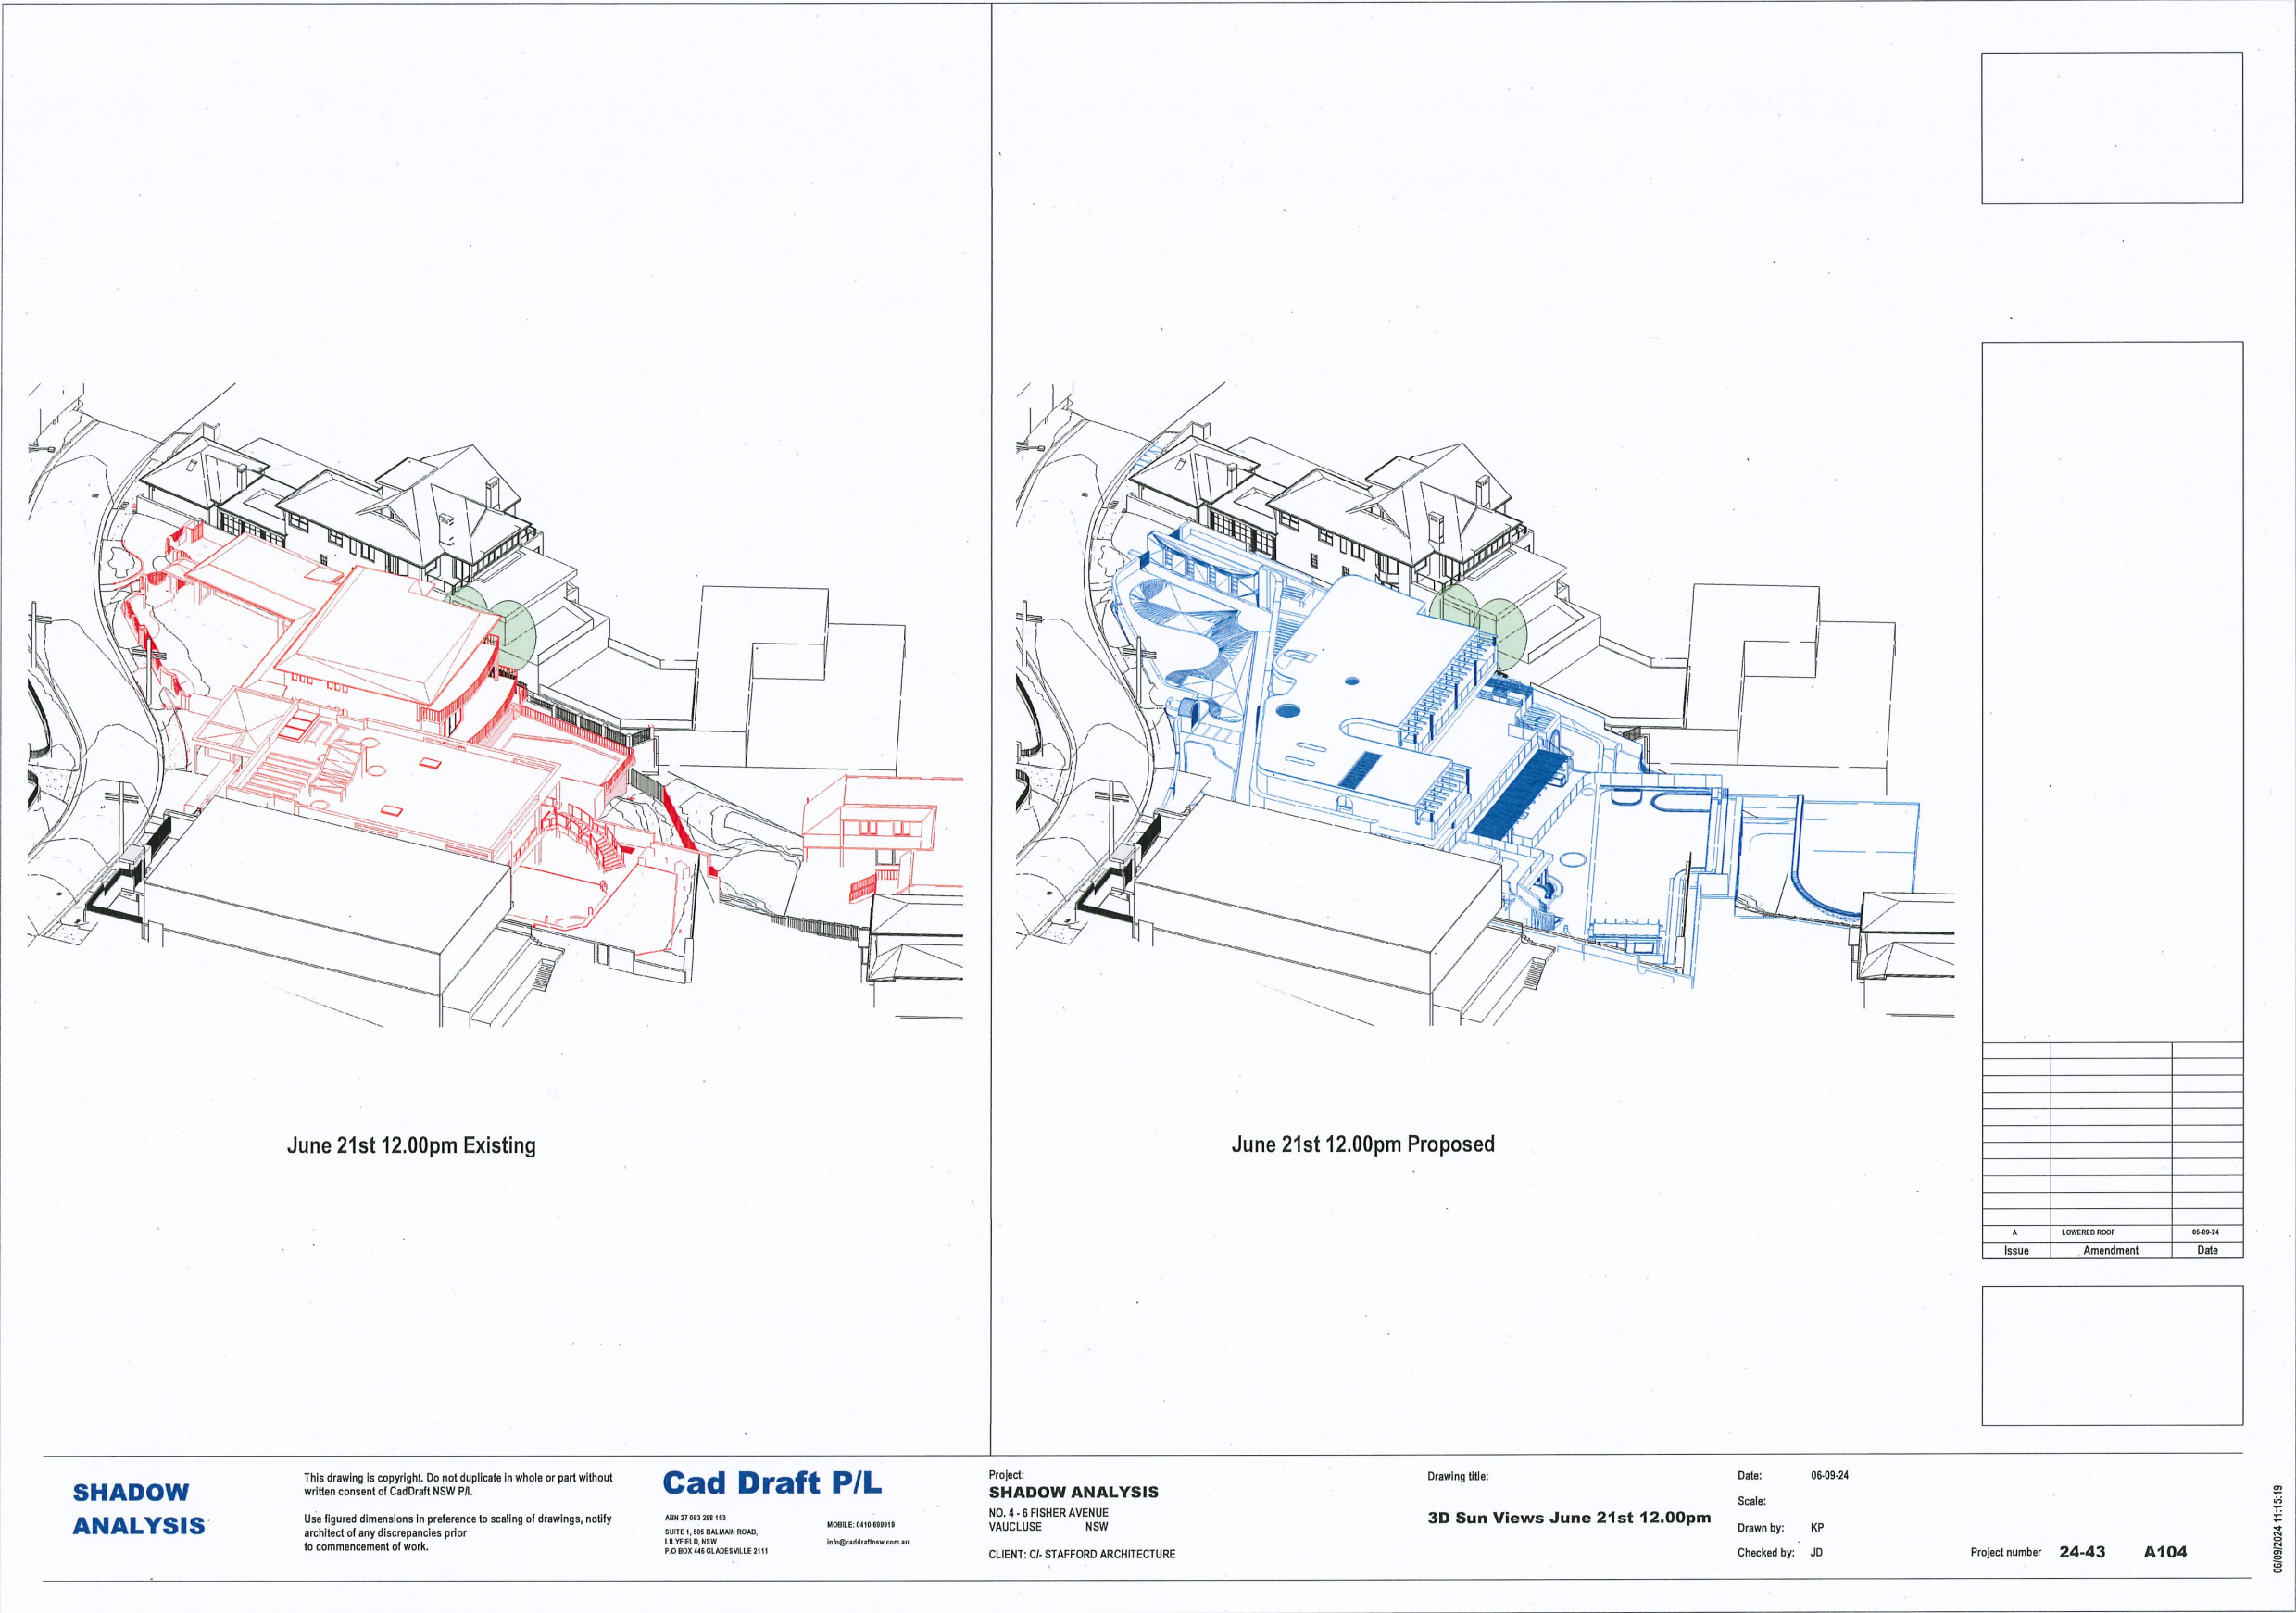 June 21st 12.00pm Existing
June 21st 12.00pm Proposed
A LOWERED ROOF 05-09-24
Issue Amendment Date
SHADOW
ANALYSIS
This drawing is copyright. Do not duplicate in whole or part without
written consent of CadDraft NSW P/L
Use figured dimensions in preference to scaling of drawings, notify
architect of any discrepancies prior
to commencement of work.
Cad Draft P/L
ABN 27 083 288 153
SUITE 1, 505 BALMAIN ROAD,
LILYFIELD, NSW
P.O BOX 446 GLADESVILLE 2111
MOBILE: 0410 699919
info@caddraftnsw.com.au
Project:
SHADOW ANALYSIS
NO. 4 - 6 FISHER AVENUE
VAUCLUSE NSW
CLIENT: C/- STAFFORD ARCHITECTURE
Drawing title:
3D Sun Views June 21st 12.00pm
Date: 06-09-24
Scale:
Drawn by: KP
Checked by: JD
Project number 24-43 A104
06/09/2024 11:15:19